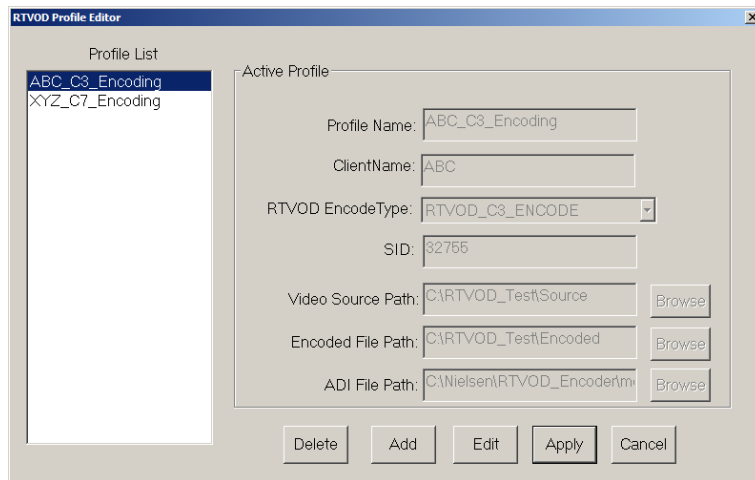 RTVOD Profile Editor
Profile List
ABC_C3_Encoding
XYZ_C7_Encoding
Active Profile
Profile Name: ABC_C3_Encoding
ClientName: ABC
RTVOD EncodeType: RTVOD_C3_ENCODE
SID: 32755
Video Source Path: C:\RTVOD_Test\Source Browse
Encoded File Path: C:\RTVOD_Test\Encoded Browse
ADI File Path: C:\Nielsen\RTVOD_Encoder\m Browse
Delete Add Edit Apply Cancel